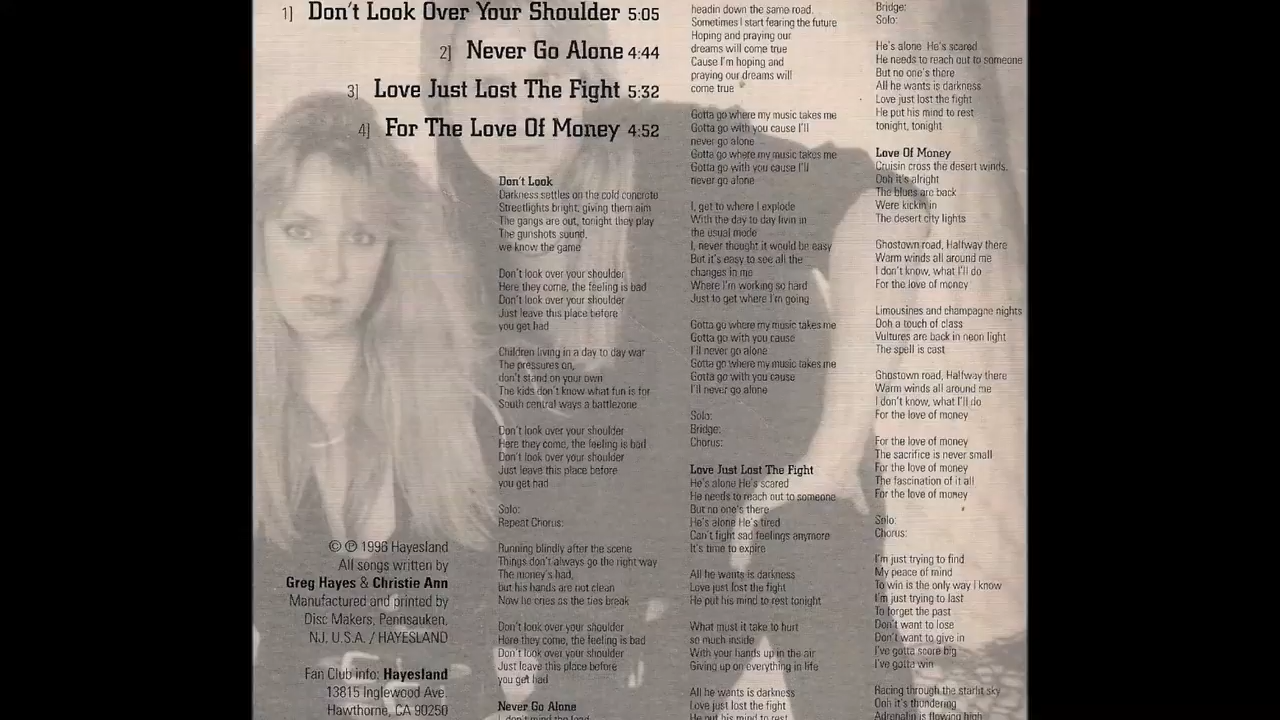 1] Don't Look Over Your Shoulder 5:05
2] Never Go Alone 4:44
3] Love Just Lost The Fight 5:32
4] For The Love Of Money 4:52
Don't Look
Darkness settles on the cold concrete
Streetlights bright, giving them aim
The gangs are out, tonight they play
The gunshots sound,
we know the game
Don't look over your shoulder
Here they come, the feeling is bad
Don't look over your shoulder
Just leave this place before
you get had
Children living in a day to day war
The pressures on,
don't stand on your own
The kids don't know what fun is for
South central ways a battlezone
Don't look over your shoulder
Here they come, the feeling is bad
Don't look over your shoulder
Just leave this place before
you get had
Solo:
Repeat Chorus:
Running blindly after the scene
Things don't always go the right way
The money's had,
but his hands are not clean
Now he cries as the ties break
Don't look over your shoulder
Here they come, the feeling is bad
Don't look over your shoulder
Just leave this place before
you get had
Never Go Alone
I don't mind the load
headin down the same road.
Sometimes I start fearing the future
Hoping and praying our
dreams will come true
Cause I'm hoping and
praying our dreams will
come true
Gotta go where my music takes me
Gotta go with you cause I'll
never go alone
Gotta go where my music takes me
Gotta go with you cause I'll
never go alone
I, get to where I explode
With the day to day livin in
the usual mode
I, never thought it would be easy
But it's easy to see all the
changes in me
Where I'm working so hard
Just to get where I'm going
Gotta go where my music takes me
Gotta go with you cause
I'll never go alone
Gotta go where my music takes me
Gotta go with you cause
I'll never go alone
Solo:
Bridge:
Chorus:
Love Just Lost The Fight
He's alone He's scared
He needs to reach out to someone
But no one's there
He's alone He's tired
Can't fight sad feelings anymore
It's time to expire
All he wants is darkness
Love just lost the fight
He put his mind to rest tonight
What must it take to hurt
so much inside
With your hands up in the air
Giving up on everything in life
All he wants is darkness
Love just lost the fight
He put his mind to rest
Bridge:
Solo:
He's alone He's scared
He needs to reach out to someone
But no one's there
All he wants is darkness
Love just lost the fight
He put his mind to rest
tonight, tonight
Love Of Money
Cruisin cross the desert winds.
Ooh it's alright
The blues are back
Were kickin in
The desert city lights
Ghostown road, Halfway there
Warm winds all around me
I don't know, what I'll do
For the love of money
Limousines and champagne nights
Ooh a touch of class
Vultures are back in neon light
The spell is cast
Ghostown road, Halfway there
Warm winds all around me
I don't know, what I'll do
For the love of money
For the love of money
The sacrifice is never small
For the love of money
The fascination of it all
For the love of money
Solo:
Chorus:
I'm just trying to find
My peace of mind
To win is the only way I know
I'm just trying to last
To forget the past
Don't want to lose
Don't want to give in
I've gotta score big
I've gotta win
Racing through the starlit sky
Ooh it's thundering
Adrenalin is flowing high
© ℗ 1996 Hayesland
All songs written by
Greg Hayes & Christie Ann
Manufactured and printed by
Disc Makers, Pennsauken,
NJ. U.S.A. / HAYESLAND
Fan Club info: Hayesland
13815 Inglewood Ave.
Hawthorne, CA 90250